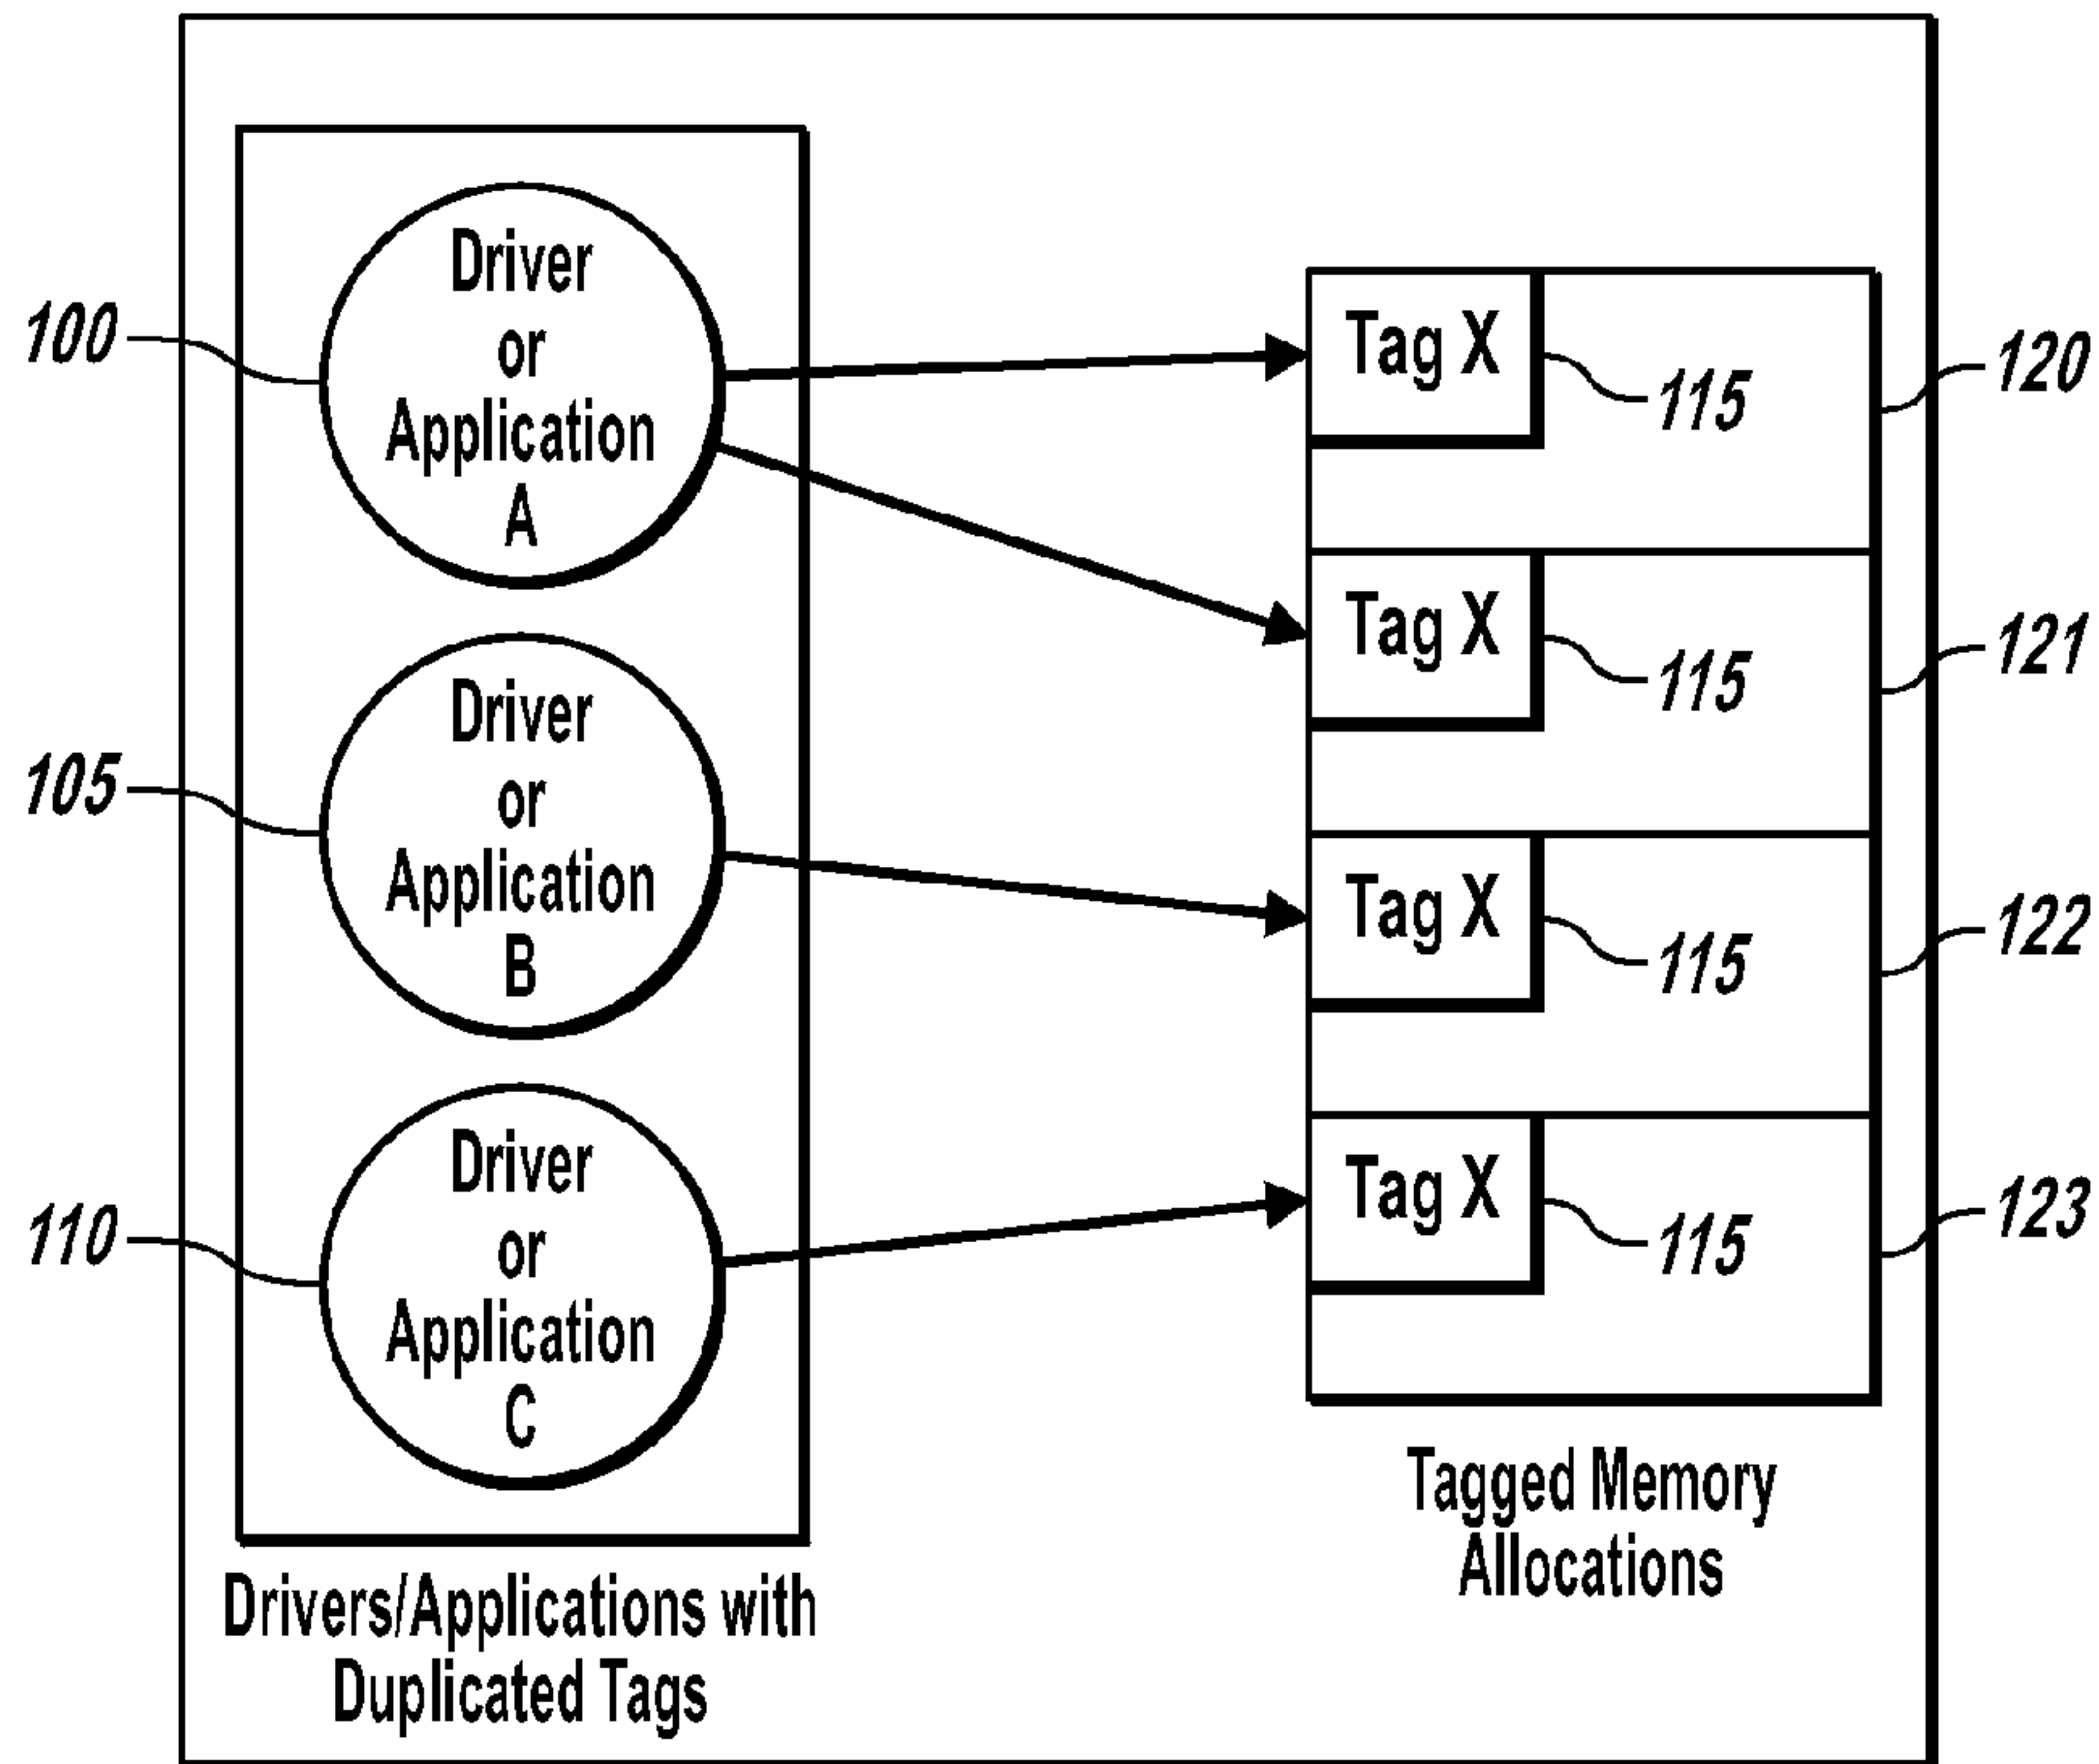 100
Driver
or
Application
A
105
Driver
or
Application
B
110
Driver
or
Application
C
Drivers/Applications with
Duplicated Tags
Tag X
115
120
Tag X
115
121
Tag X
115
122
Tag X
115
123
Tagged Memory
Allocations